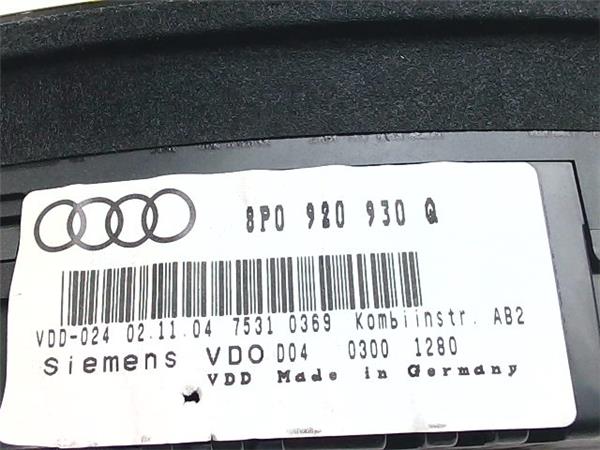 8P0 920 930 Q
VDD-024 02.11.04 7531 0369 Kombiinstr. AB2
Siemens VDO D04 0300 1280
VDD Made in Germany